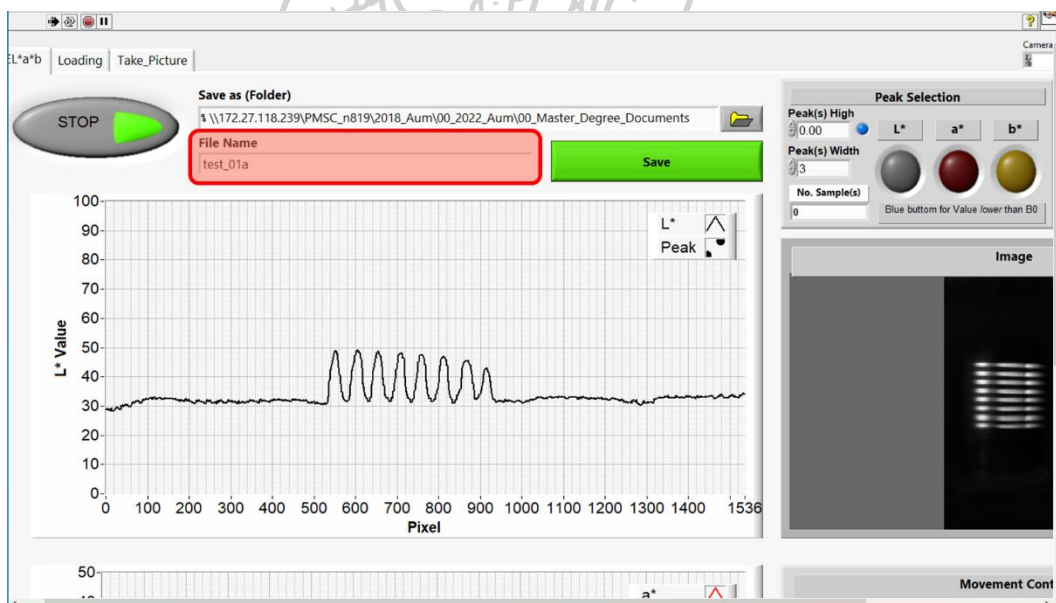 Camera
EL*a*b Loading Take_Picture
Save as (Folder)
\\172.27.118.239\PMSC_n819\2018_Aum\00_2022_Aum\00_Master_Degree_Documents
STOP
File Name
test_01a
Save
Peak Selection
Peak(s) High
0.00
L* a* b*
Peak(s) Width
3
No. Sample(s)
0
Blue buttom for Value lower than B0
L*
Peak
100
90
80
70
60
50
40
30
20
10
0
L* Value
0 100 200 300 400 500 600 700 800 900 1000 1100 1200 1300 1400 1536
Pixel
Image
50
a*
Movement Cont